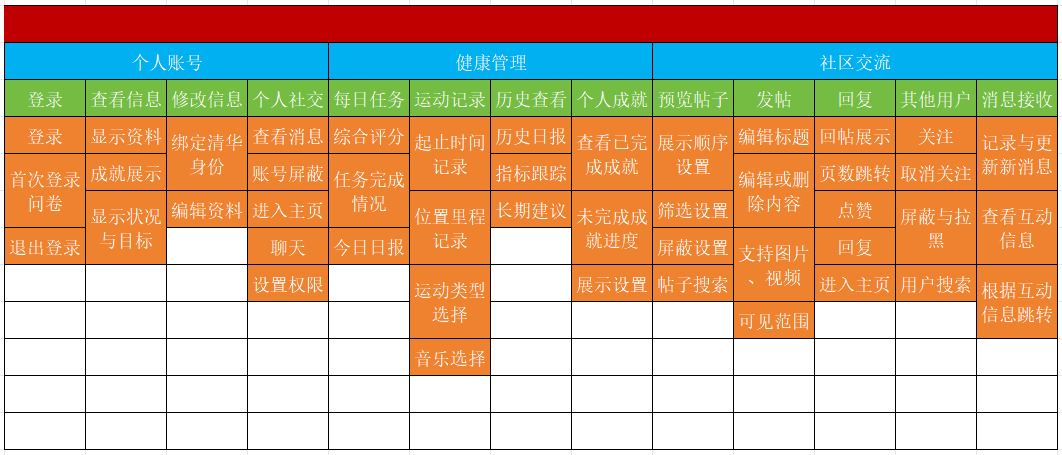 个人账号 健康管理 社区交流
登录 查看信息 修改信息 个人社交 每日任务 运动记录 历史查看 个人成就 预览帖子 发帖 回复 其他用户 消息接收
登录
首次登录
问卷
退出登录
显示资料
成就展示
显示状况
与目标
绑定清华
身份
编辑资料
查看消息
账号屏蔽
进入主页
聊天
设置权限
综合评分
任务完成
情况
今日日报
起止时间
记录
位置里程
记录
运动类型
选择
音乐选择
历史日报
指标跟踪
长期建议
查看已完
成成就
未完成成
就进度
展示设置
展示顺序
设置
筛选设置
屏蔽设置
帖子搜索
编辑标题
编辑或删
除内容
支持图片
、视频
可见范围
回帖展示
页数跳转
点赞
回复
进入主页
关注
取消关注
屏蔽与拉
黑
用户搜索
记录与更
新新消息
查看互动
信息
根据互动
信息跳转